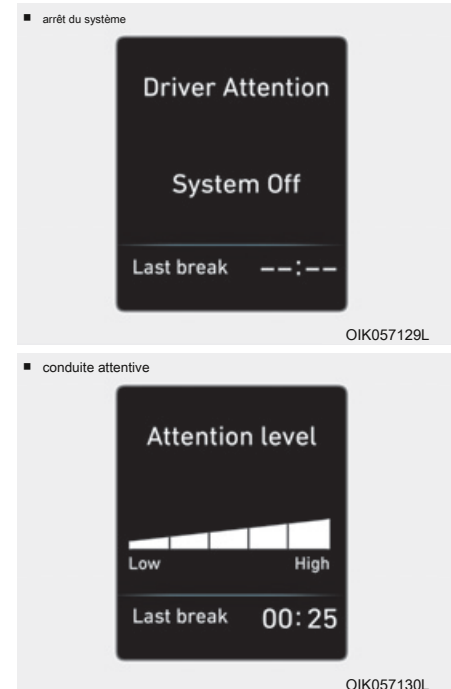 ■ arrêt du système
Driver Attention
System Off
Last break --:--
OIK057129L
■ conduite attentive
Attention level
Low High
Last break 00:25
OIK057130L